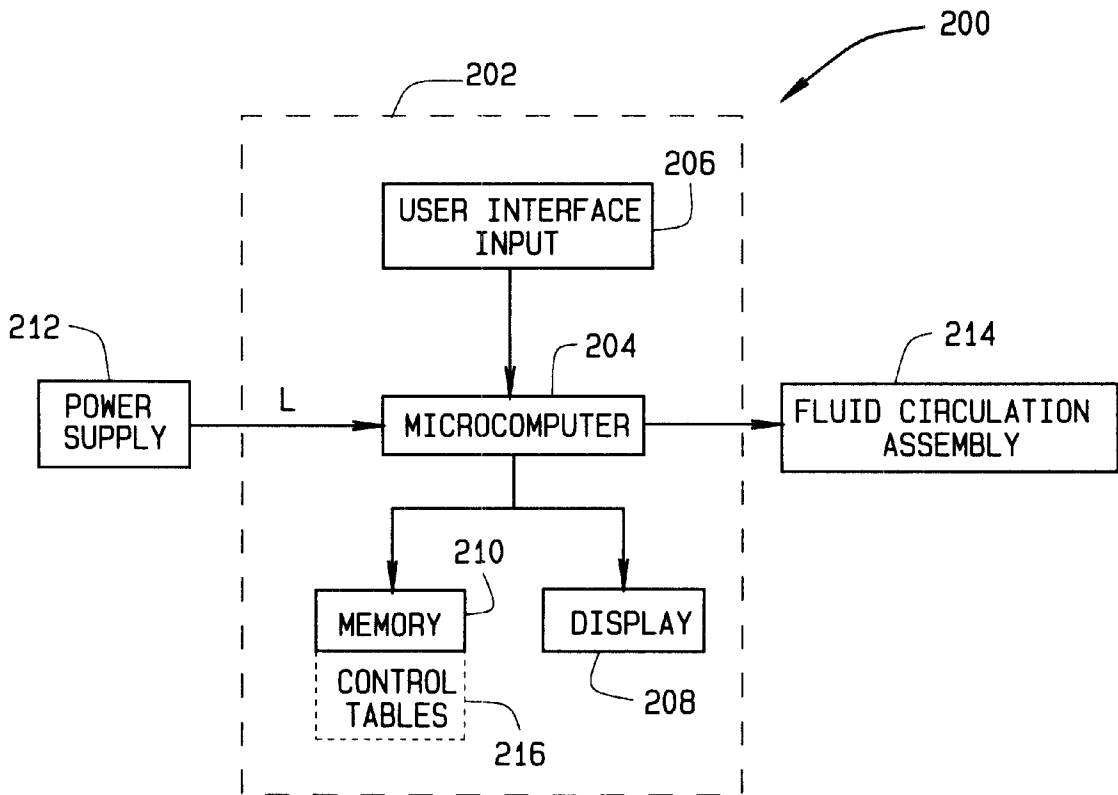 200
202
206
USER INTERFACE
INPUT
212
204
214
POWER
SUPPLY
L
MICROCOMPUTER
FLUID CIRCULATION
ASSEMBLY
210
MEMORY
DISPLAY
CONTROL
TABLES
208
216